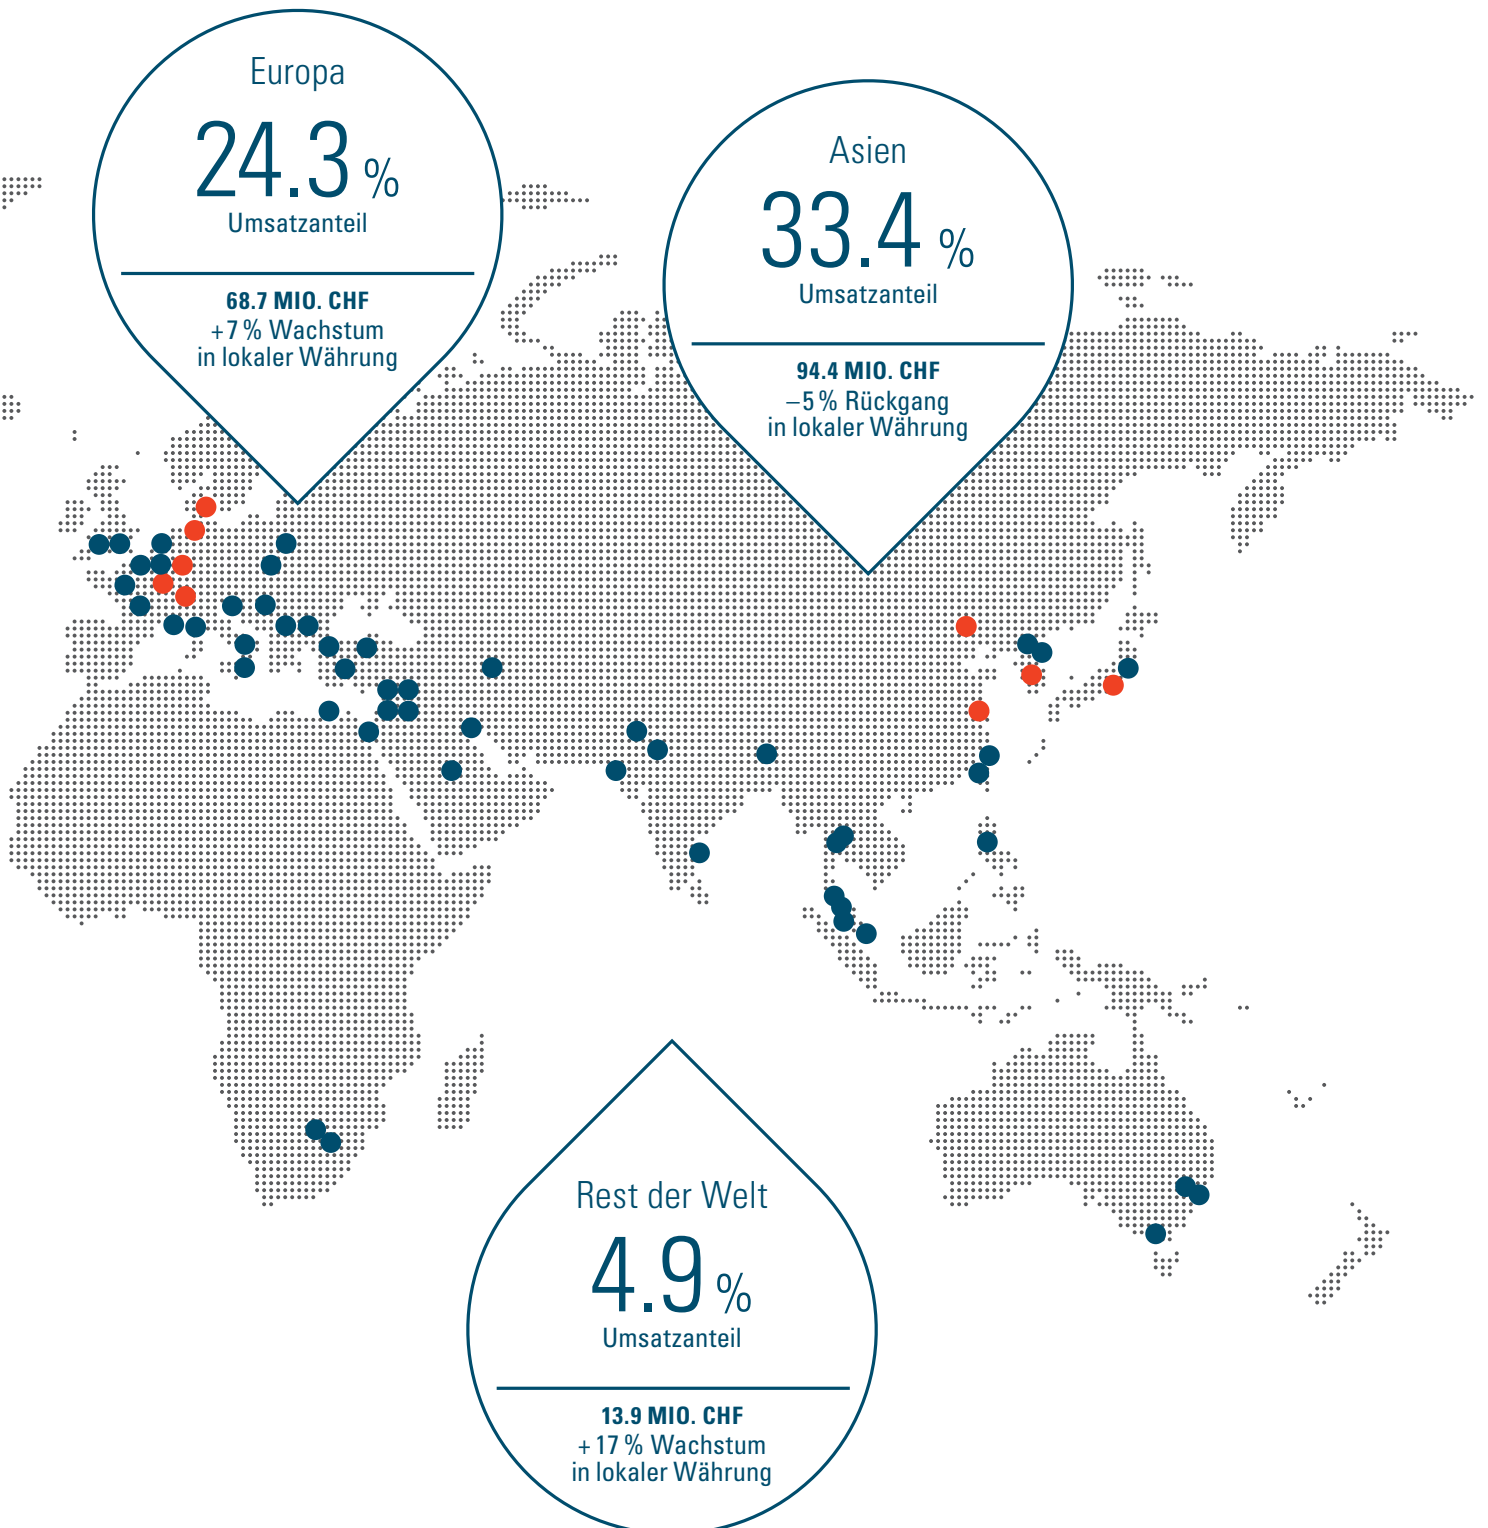 Europa
24.3 %
Umsatzanteil
68.7 MIO. CHF
+7 % Wachstum
in lokaler Währung
Asien
33.4 %
Umsatzanteil
94.4 MIO. CHF
–5 % Rückgang
in lokaler Währung
Rest der Welt
4.9 %
Umsatzanteil
13.9 MIO. CHF
+17 % Wachstum
in lokaler Währung